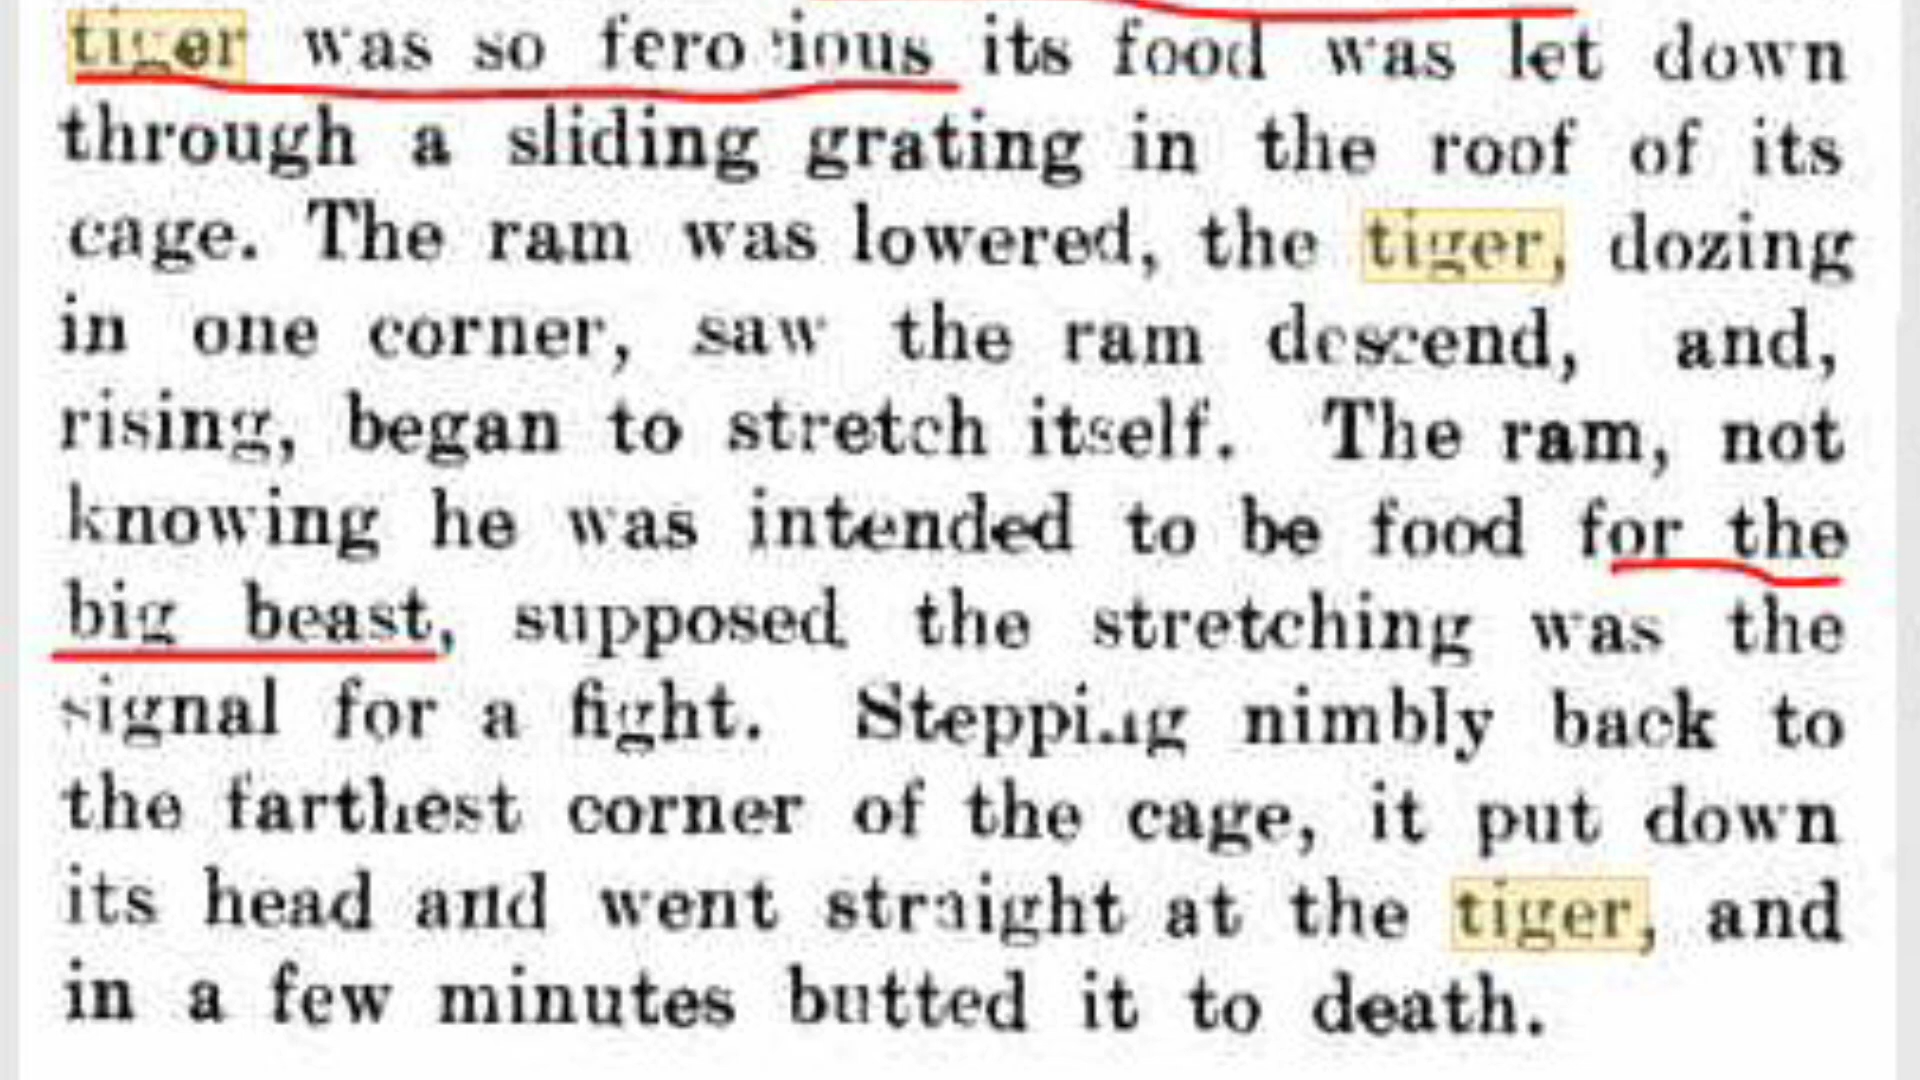 tiger was so ferocious its food was let down
through a sliding grating in the roof of its
cage. The ram was lowered, the tiger, dozing
in one corner, saw the ram descend, and,
rising, began to stretch itself. The ram, not
knowing he was intended to be food for the
big beast, supposed the stretching was the
signal for a fight. Stepping nimbly back to
the farthest corner of the cage, it put down
its head and went straight at the tiger, and
in a few minutes butted it to death.